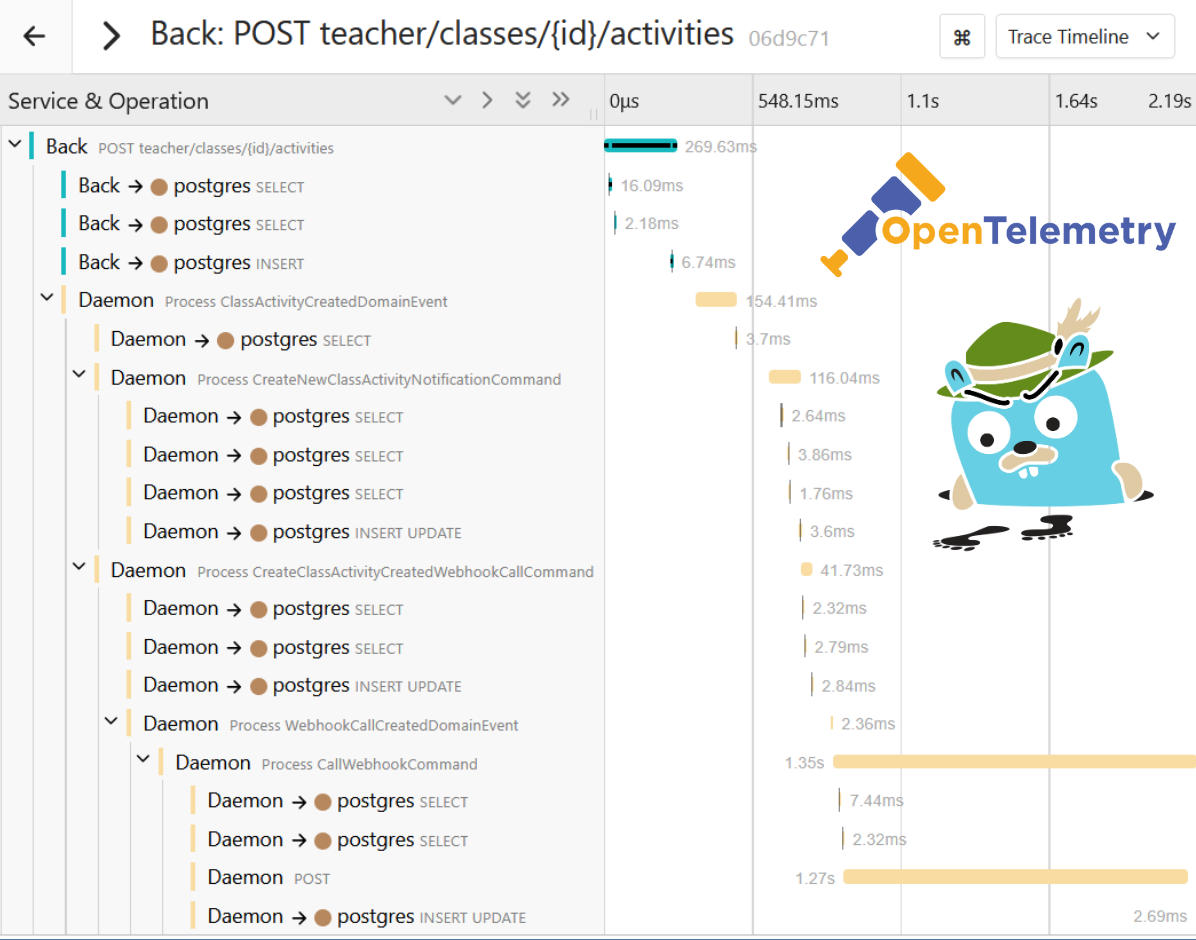 Back: POST teacher/classes/{id}/activities 06d9c71
⌘ Trace Timeline
Service & Operation 0µs 548.15ms 1.1s 1.64s 2.19s
Back POST teacher/classes/{id}/activities 269.63ms
Back → postgres SELECT 16.09ms
Back → postgres SELECT 2.18ms
OpenTelemetry
Back → postgres INSERT 6.74ms
Daemon Process ClassActivityCreatedDomainEvent 154.41ms
Daemon → postgres SELECT 3.7ms
Daemon Process CreateNewClassActivityNotificationCommand 116.04ms
Daemon → postgres SELECT 2.64ms
Daemon → postgres SELECT 3.86ms
Daemon → postgres SELECT 1.76ms
Daemon → postgres INSERT UPDATE 3.6ms
Daemon Process CreateClassActivityCreatedWebhookCallCommand 41.73ms
Daemon → postgres SELECT 2.32ms
Daemon → postgres SELECT 2.79ms
Daemon → postgres INSERT UPDATE 2.84ms
Daemon Process WebhookCallCreatedDomainEvent 2.36ms
Daemon Process CallWebhookCommand 1.35s
Daemon → postgres SELECT 7.44ms
Daemon → postgres SELECT 2.32ms
Daemon POST 1.27s
Daemon → postgres INSERT UPDATE 2.69ms